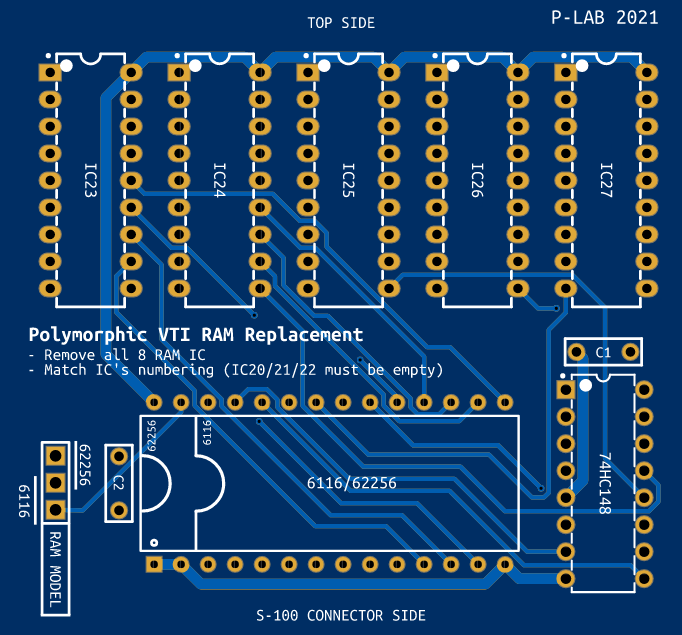 TOP SIDE
P-LAB 2021
IC23
IC24
IC25
IC26
IC27
Polymorphic VTI RAM Replacement
- Remove all 8 RAM IC
- Match IC's numbering (IC20/21/22 must be empty)
C1
62256
6116
62256
6116
C2
6116/62256
74HC148
RAM MODEL
S-100 CONNECTOR SIDE